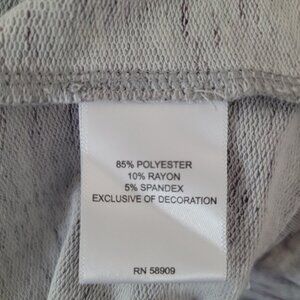 85% POLYESTER
10% RAYON
5% SPANDEX
EXCLUSIVE OF DECORATION
RN 58909